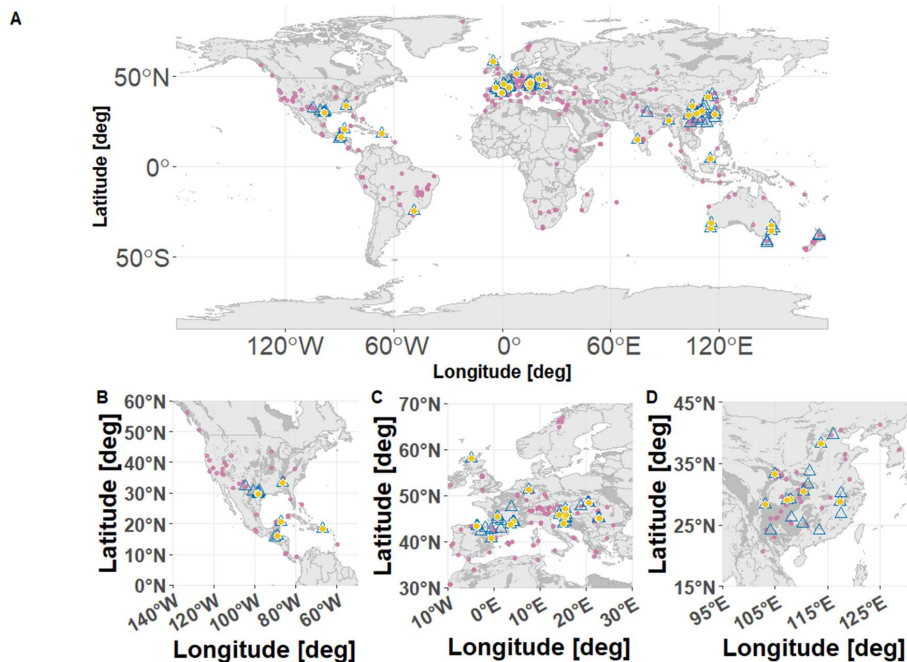 A
50°N
0°
50°S
Latitude [deg]
120°W 60°W 0° 60°E 120°E
Longitude [deg]
B
60°N
50°N
40°N
30°N
20°N
10°N
0°N
Latitude [deg]
140°W 120°W 100°W 80°W 60°W
Longitude [deg]
C
70°N
60°N
50°N
40°N
30°N
Latitude [deg]
10°W 0°E 10°E 20°E 30°E
Longitude [deg]
D
45°N
35°N
25°N
15°N
Latitude [deg]
95°E 105°E 115°E 125°E
Longitude [deg]